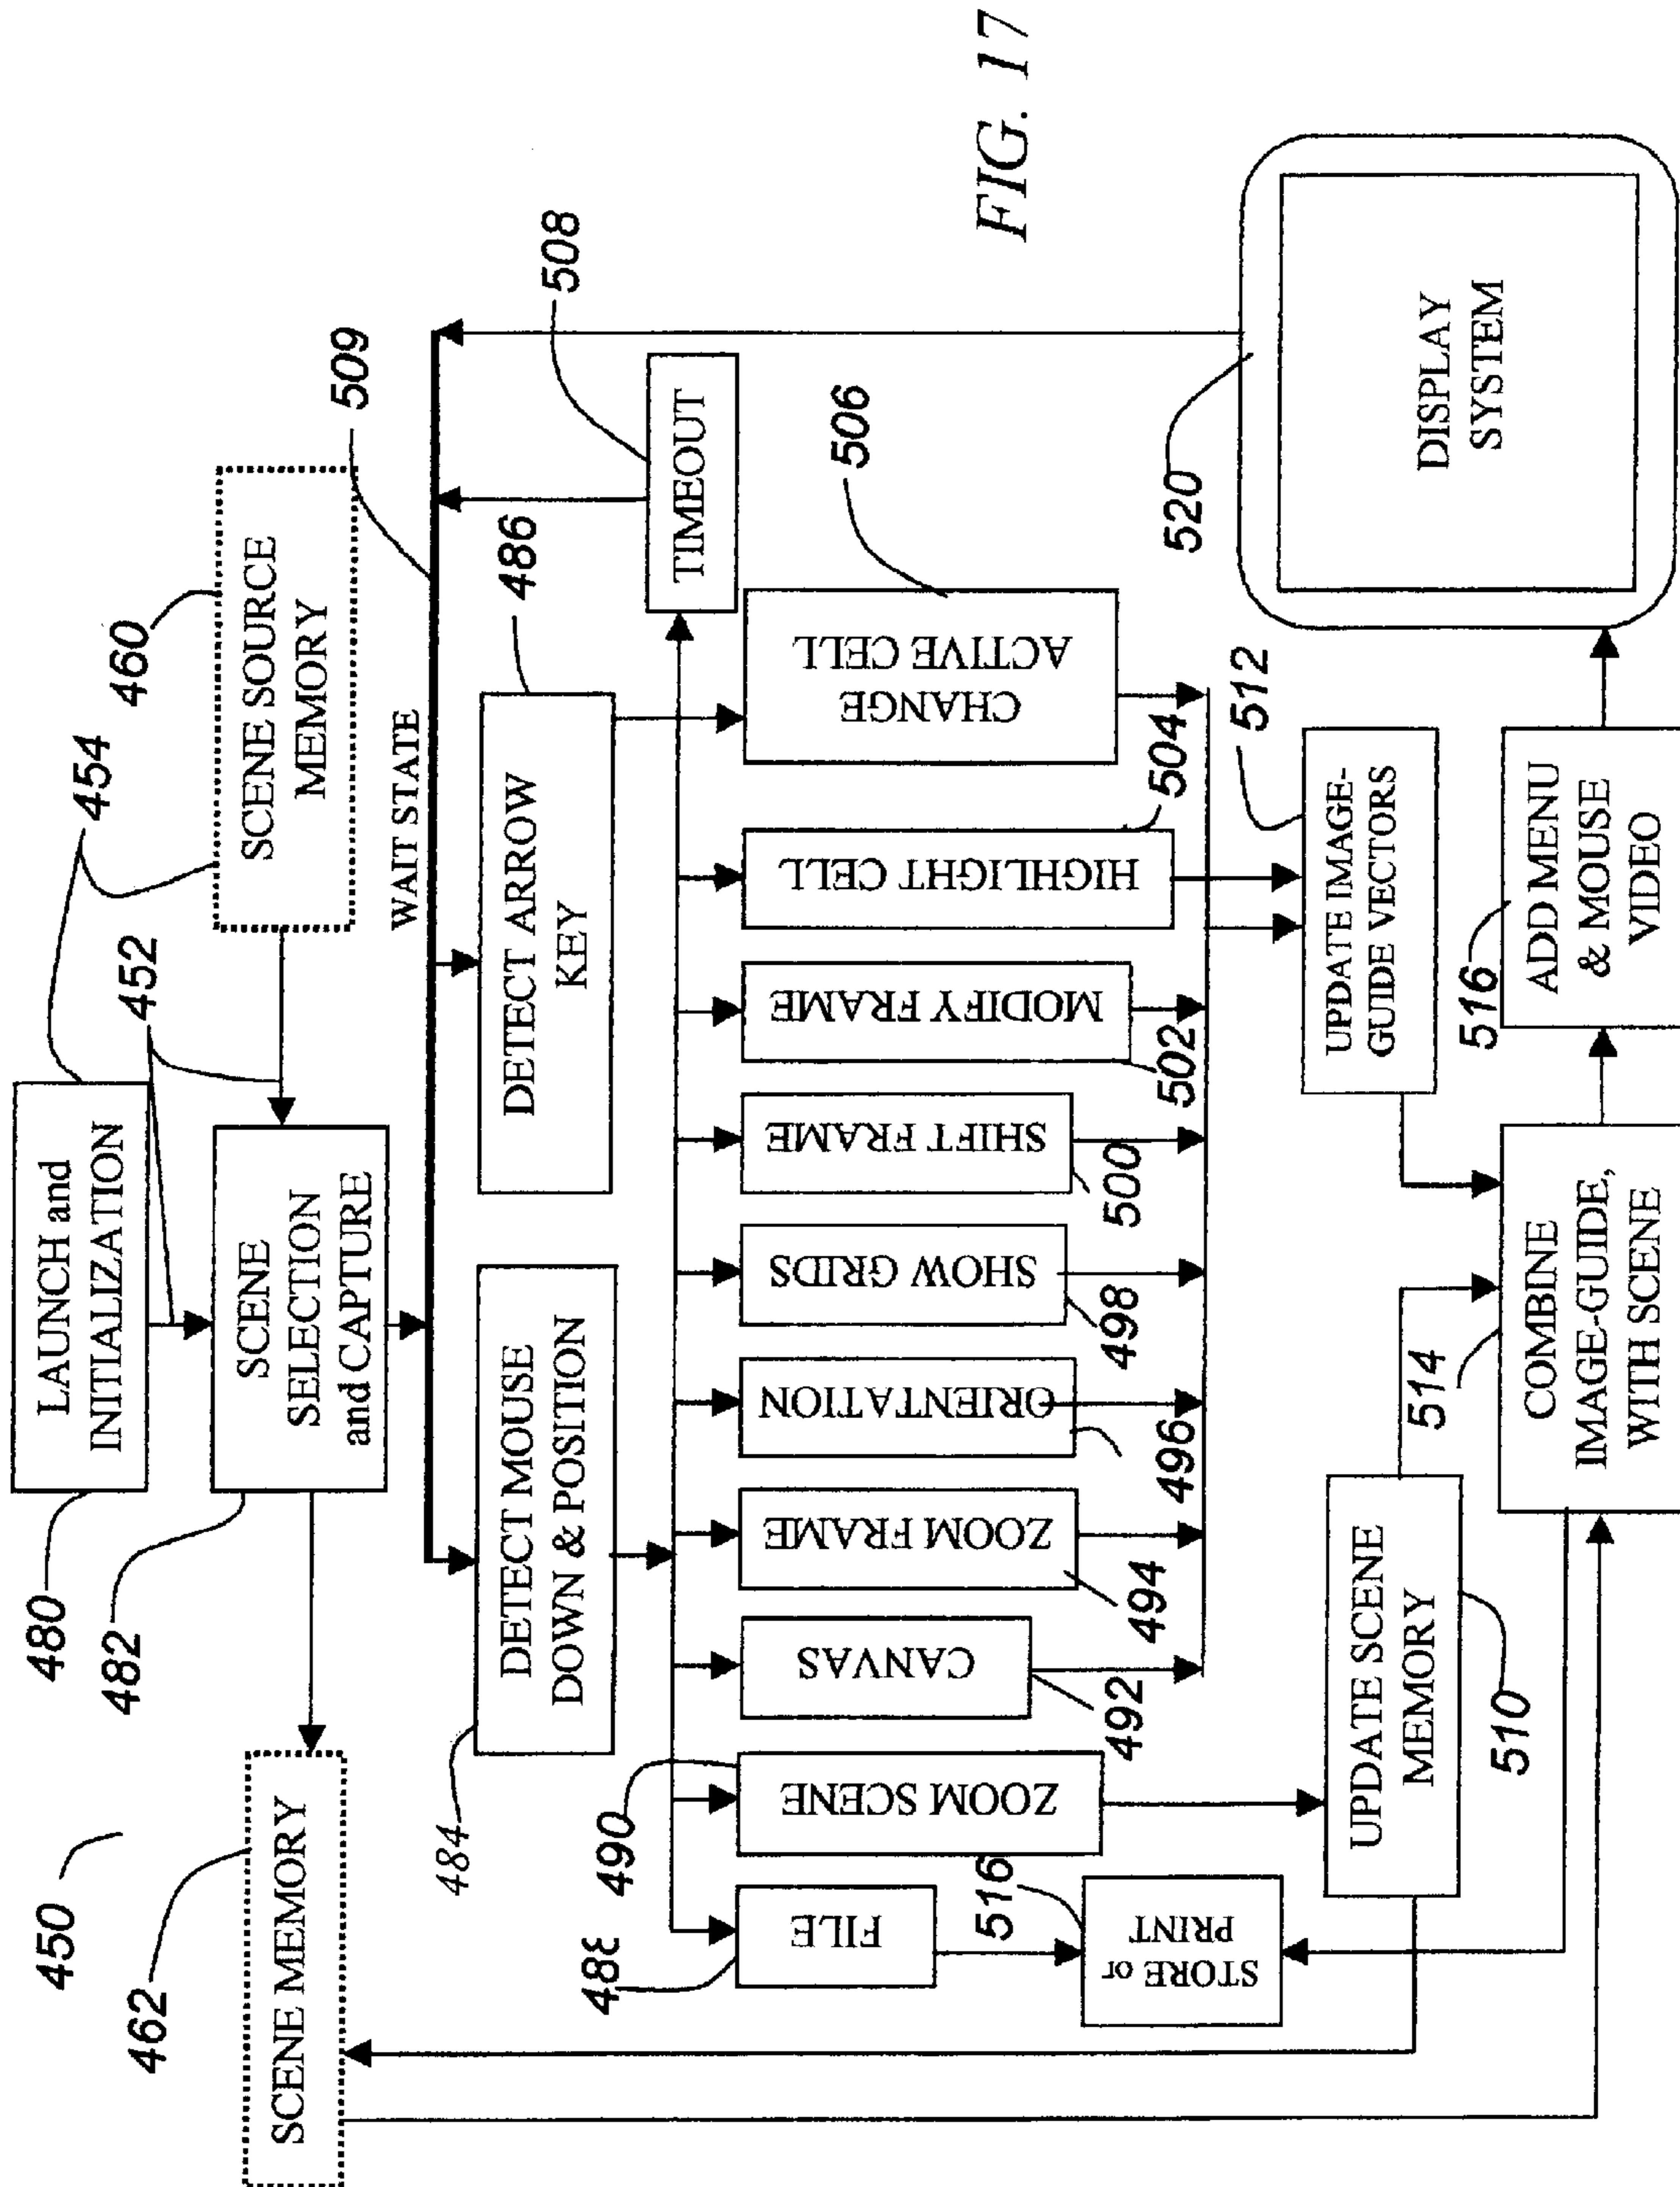 450
480
LAUNCH and
INITIALIZATION
454
460
SCENE SOURCE
MEMORY
452
462
SCENE MEMORY
482
SCENE
SELECTION
and CAPTURE
509
WAIT STATE
484
DETECT MOUSE
DOWN & POSITION
486
DETECT ARROW
KEY
508
TIMEOUT
488
FILE
490
ZOOM SCENE
492
CANVAS
494
ZOOM FRAME
496
ORIENTATION
498
SHOW GRIDS
500
SHIFT FRAME
502
MODIFY FRAME
504
HIGHLIGHT CELL
506
CHANGE
ACTIVE CELL
516
STORE or
PRINT
510
UPDATE SCENE
MEMORY
512
UPDATE IMAGE-
GUIDE VECTORS
514
COMBINE
IMAGE-GUIDE,
WITH SCENE
516
ADD MENU
& MOUSE
VIDEO
520
DISPLAY
SYSTEM
FIG. 17